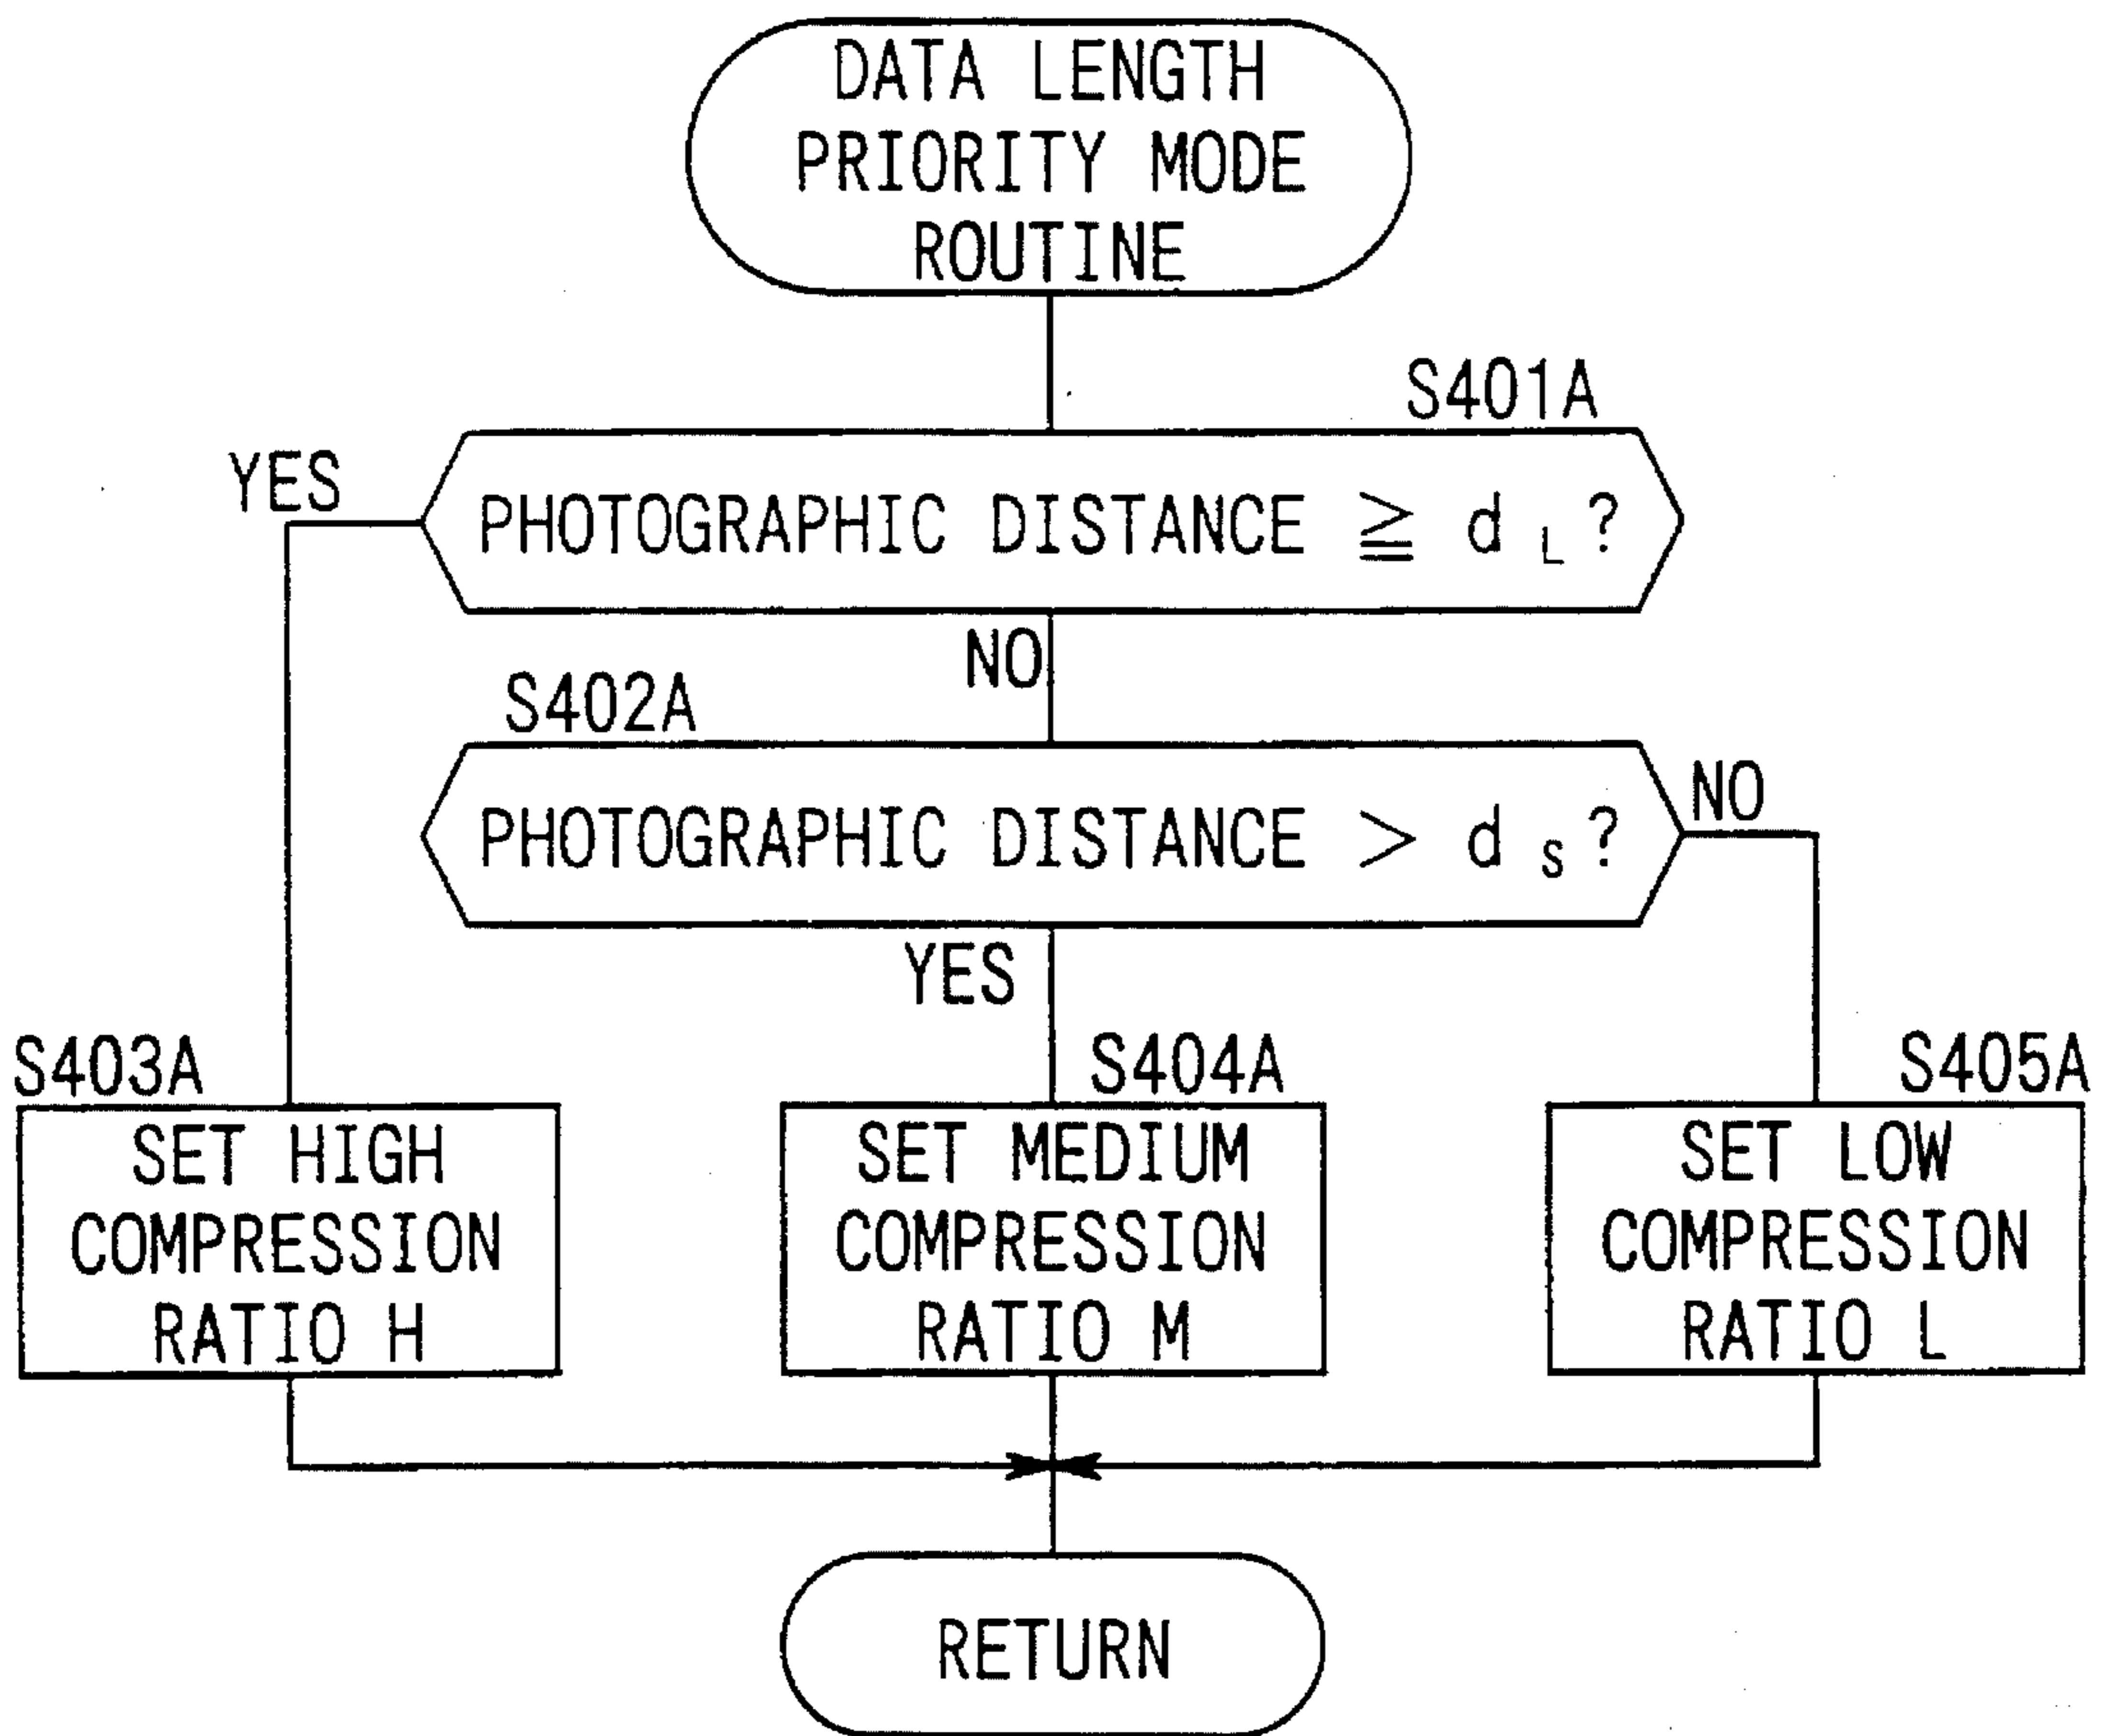 DATA LENGTH
PRIORITY MODE
ROUTINE
S401A
YES
PHOTOGRAPHIC DISTANCE ≧ d L ?
NO
S402A
PHOTOGRAPHIC DISTANCE > d S ?
NO
YES
S403A
SET HIGH
COMPRESSION
RATIO H
S404A
SET MEDIUM
COMPRESSION
RATIO M
S405A
SET LOW
COMPRESSION
RATIO L
RETURN